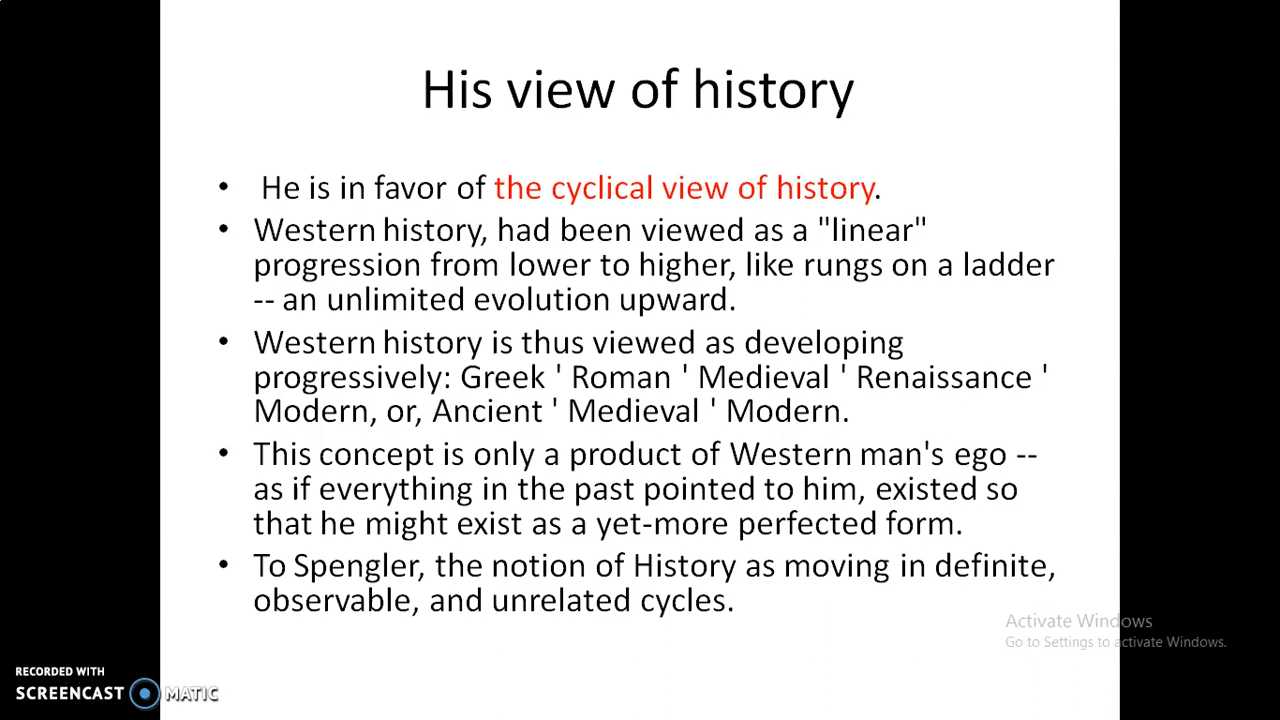 His view of history
• He is in favor of the cyclical view of history.
• Western history, had been viewed as a "linear"
progression from lower to higher, like rungs on a ladder
-- an unlimited evolution upward.
• Western history is thus viewed as developing
progressively: Greek ' Roman ' Medieval ' Renaissance '
Modern, or, Ancient ' Medieval ' Modern.
• This concept is only a product of Western man's ego --
as if everything in the past pointed to him, existed so
that he might exist as a yet-more perfected form.
• To Spengler, the notion of History as moving in definite,
observable, and unrelated cycles.
Activate Windows
Go to Settings to activate Windows.
RECORDED WITH
SCREENCAST MATIC